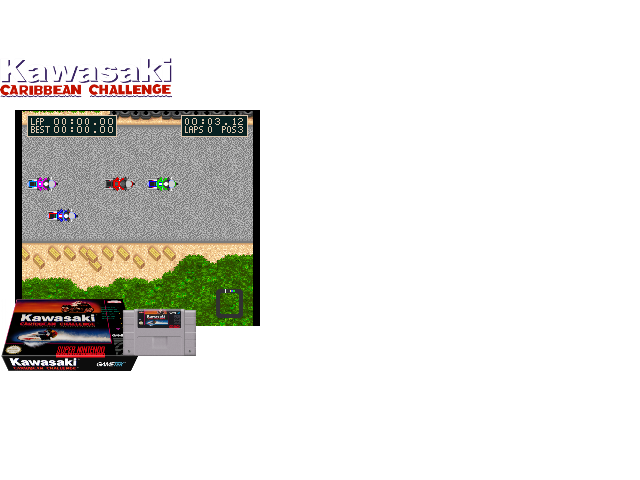 Kawasaki
CARIBBEAN CHALLENGE
LAP 00:00.00
BEST 00:00.00
00:03.12
LAPS 0 POS3
Kawasaki
CARIBBEAN CHALLENGE
SUPER NINTENDO
Kawasaki
CARIBBEAN CHALLENGE
GAMETEK
Kawasaki